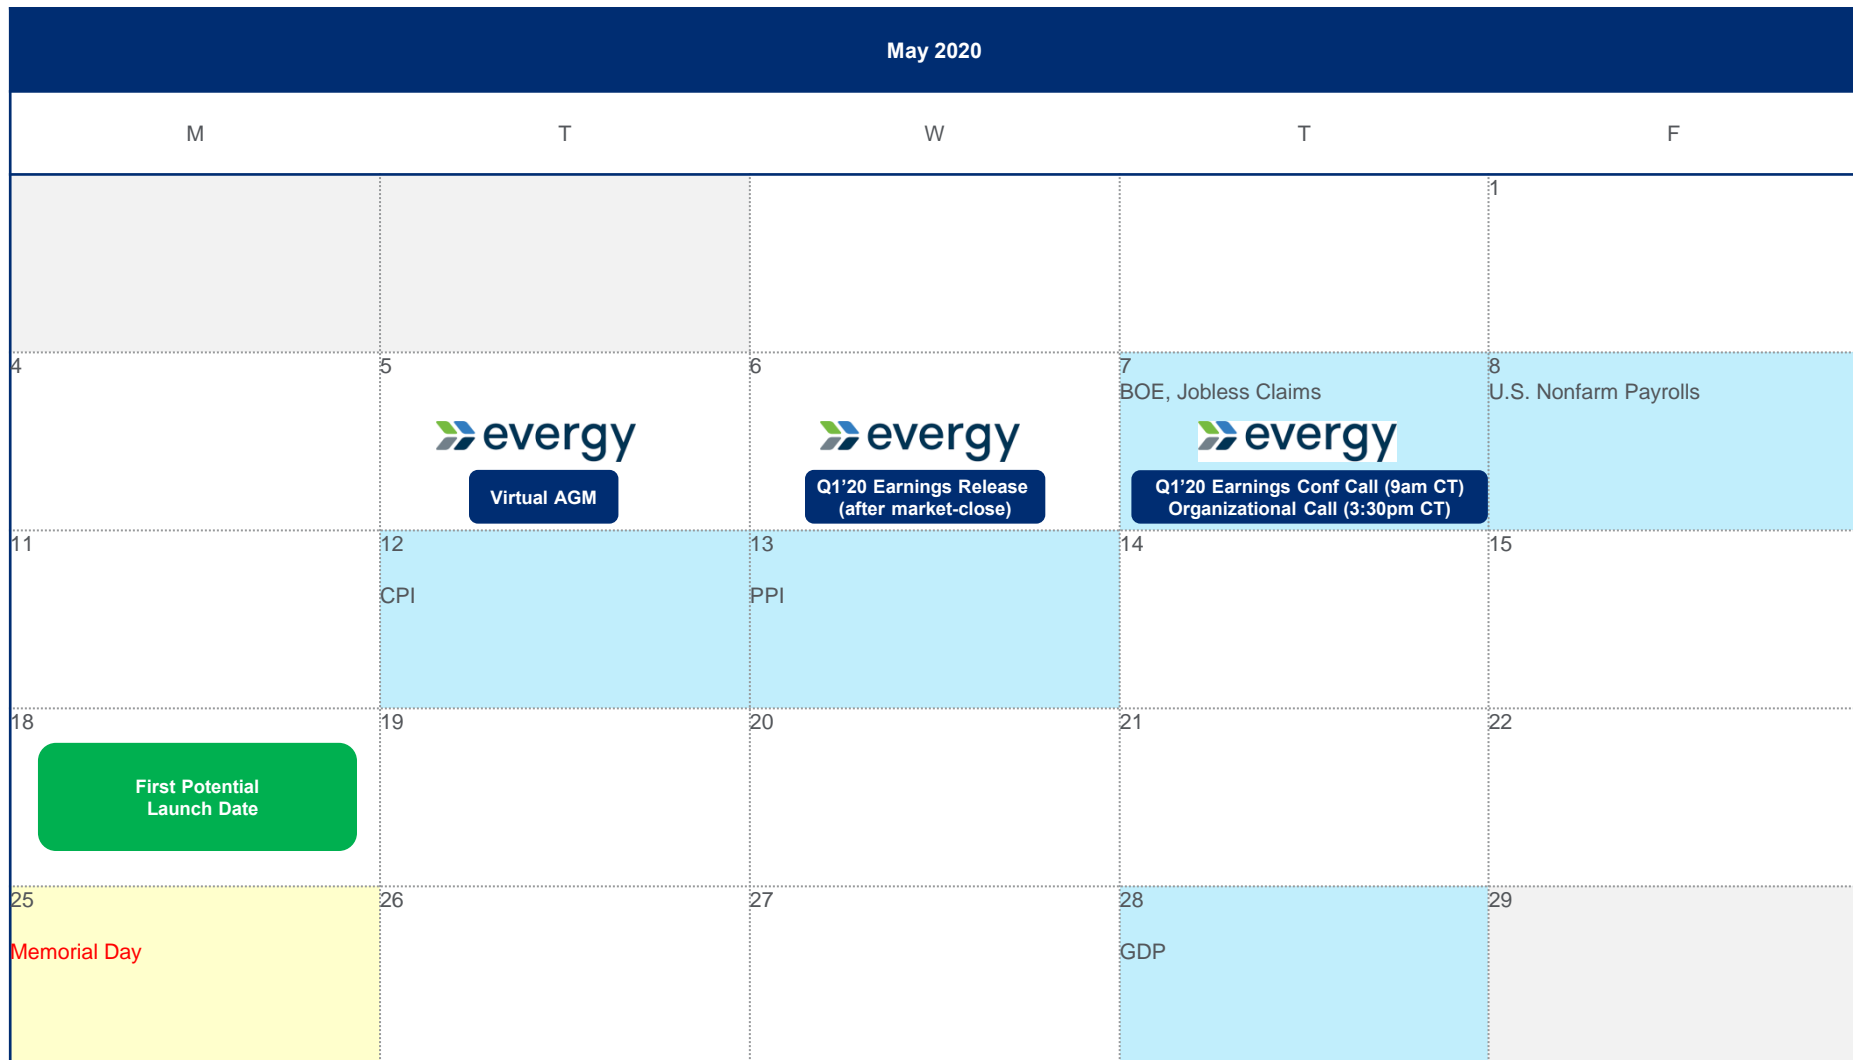 May 2020
M T W T F
1
4 5 6 7 8
BOE, Jobless Claims U.S. Nonfarm Payrolls
evergy evergy evergy
Virtual AGM
Q1’20 Earnings Release
(after market-close)
Q1’20 Earnings Conf Call (9am CT)
Organizational Call (3:30pm CT)
11 12 13 14 15
CPI PPI
18 19 20 21 22
First Potential
Launch Date
25 26 27 28 29
Memorial Day GDP